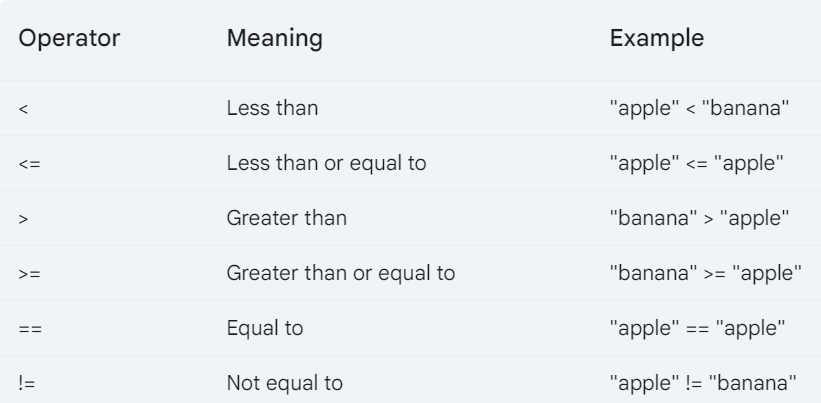 Operator Meaning Example
< Less than "apple" < "banana"
<= Less than or equal to "apple" <= "apple"
> Greater than "banana" > "apple"
>= Greater than or equal to "banana" >= "apple"
== Equal to "apple" == "apple"
!= Not equal to "apple" != "banana"